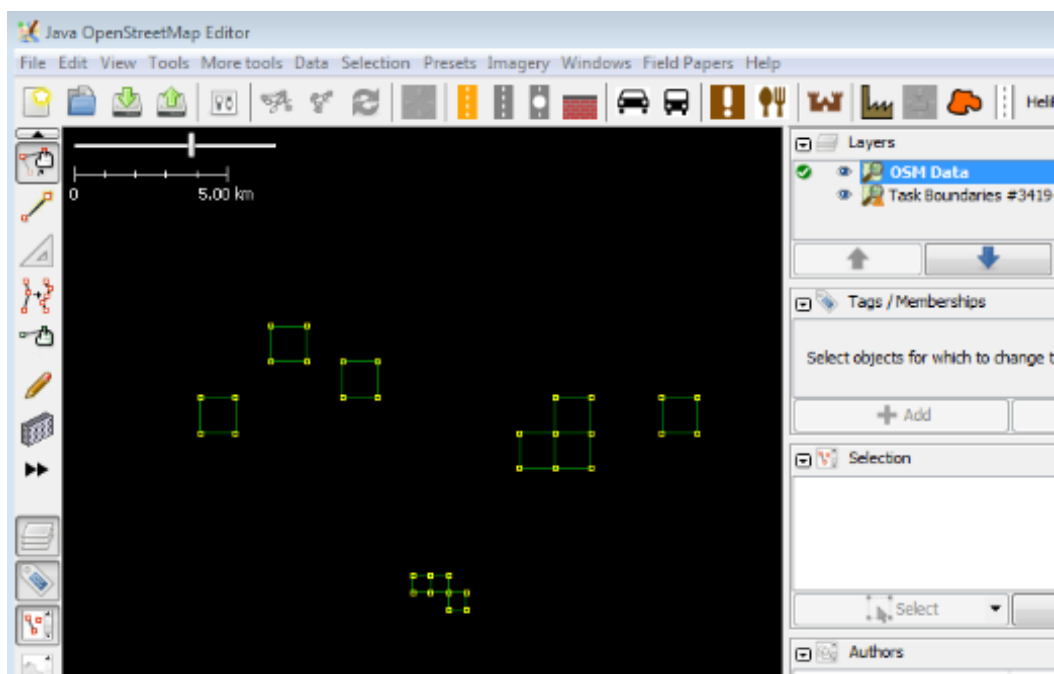 Java OpenStreetMap Editor
File Edit View Tools More tools Data Selection Presets Imagery Windows Field Papers Help
0 5.00 km
Layers
OSM Data
Task Boundaries #3419
Tags / Memberships
Select objects for which to change
Add
Selection
Select
Authors